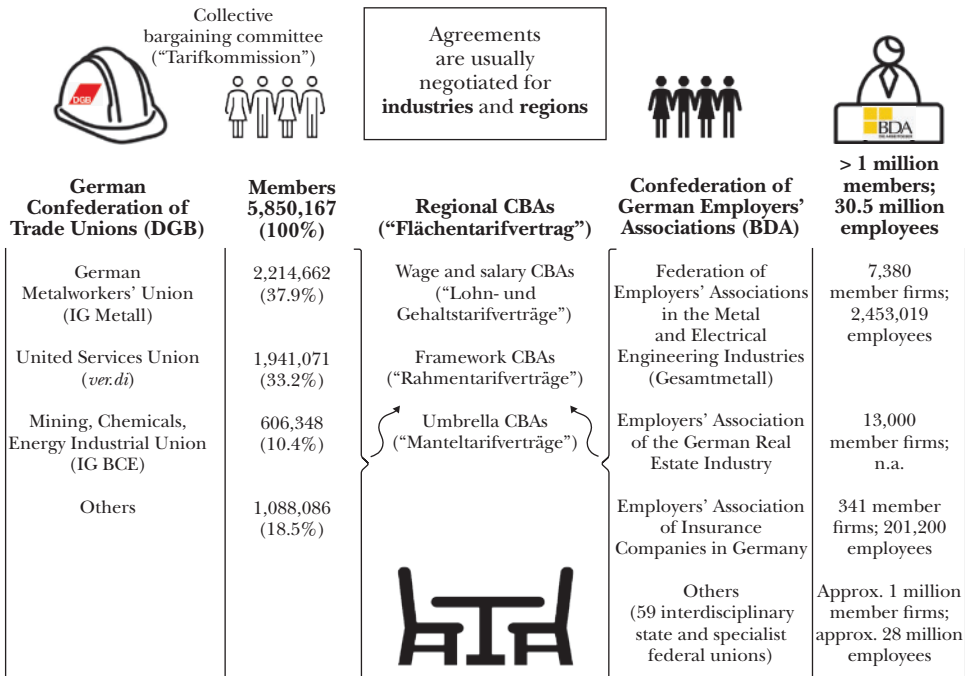 Collective
bargaining committee
(“Tarifkommission”)
DGB
Agreements
are usually
negotiated for
industries and regions
BDA
German
Confederation of
Trade Unions (DGB)
Members
5,850,167
(100%)
Regional CBAs
(“Flächentarifvertrag”)
Confederation of
German Employers’
Associations (BDA)
> 1 million
members;
30.5 million
employees
German
Metalworkers’ Union
(IG Metall)
2,214,662
(37.9%)
Wage and salary CBAs
(“Lohn- und
Gehaltstarifverträge”)
Federation of
Employers’ Associations
in the Metal
and Electrical
Engineering Industries
(Gesamtmetall)
7,380
member firms;
2,453,019
employees
United Services Union
(ver.di)
1,941,071
(33.2%)
Framework CBAs
(“Rahmentarifverträge”)
Mining, Chemicals,
Energy Industrial Union
(IG BCE)
606,348
(10.4%)
Umbrella CBAs
(“Manteltarifverträge”)
Employers’ Association
of the German Real
Estate Industry
13,000
member firms;
n.a.
Others
1,088,086
(18.5%)
Employers’ Association
of Insurance
Companies in Germany
341 member
firms; 201,200
employees
Others
(59 interdisciplinary
state and specialist
federal unions)
Approx. 1 million
member firms;
approx. 28 million
employees